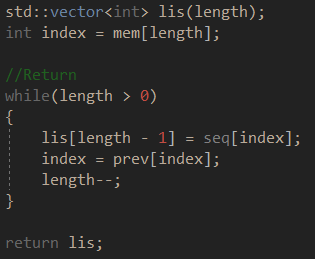 std::vector<int> lis(length);
int index = mem[length];

//Return
while(length > 0)
{
    lis[length - 1] = seq[index];
    index = prev[index];
    length--;
}

return lis;